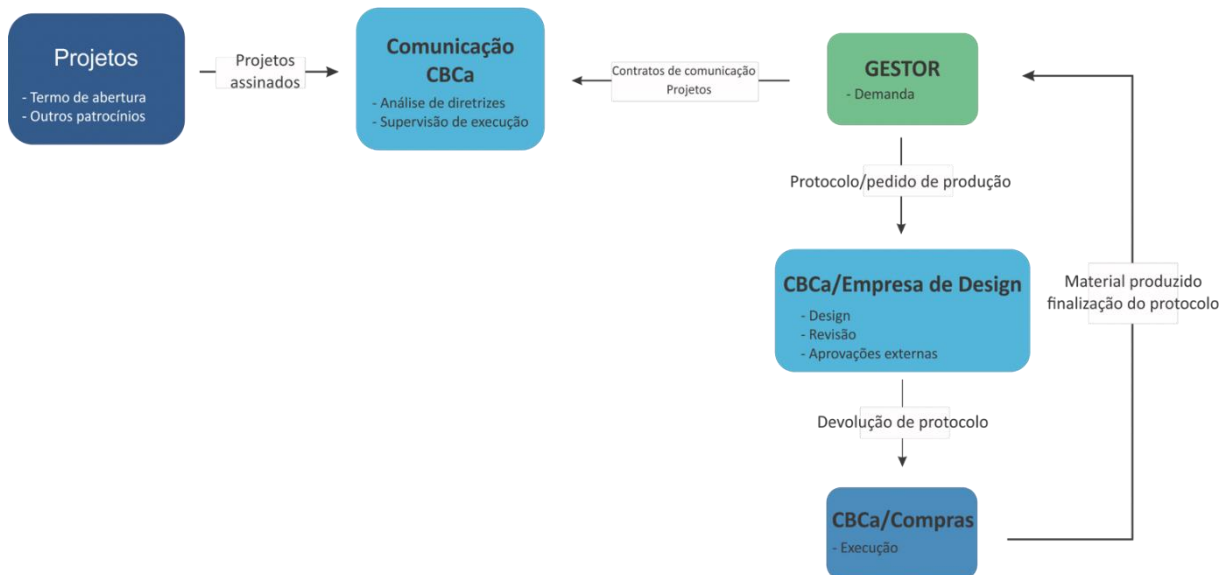 Projetos
- Termo de abertura
- Outros patrocínios
Projetos
assinados
Comunicação
CBCa
- Análise de diretrizes
- Supervisão de execução
Contratos de comunicação
Projetos
GESTOR
- Demanda
Protocolo/pedido de produção
CBCa/Empresa de Design
- Design
- Revisão
- Aprovações externas
Material produzido
finalização do protocolo
Devolução de protocolo
CBCa/Compras
- Execução